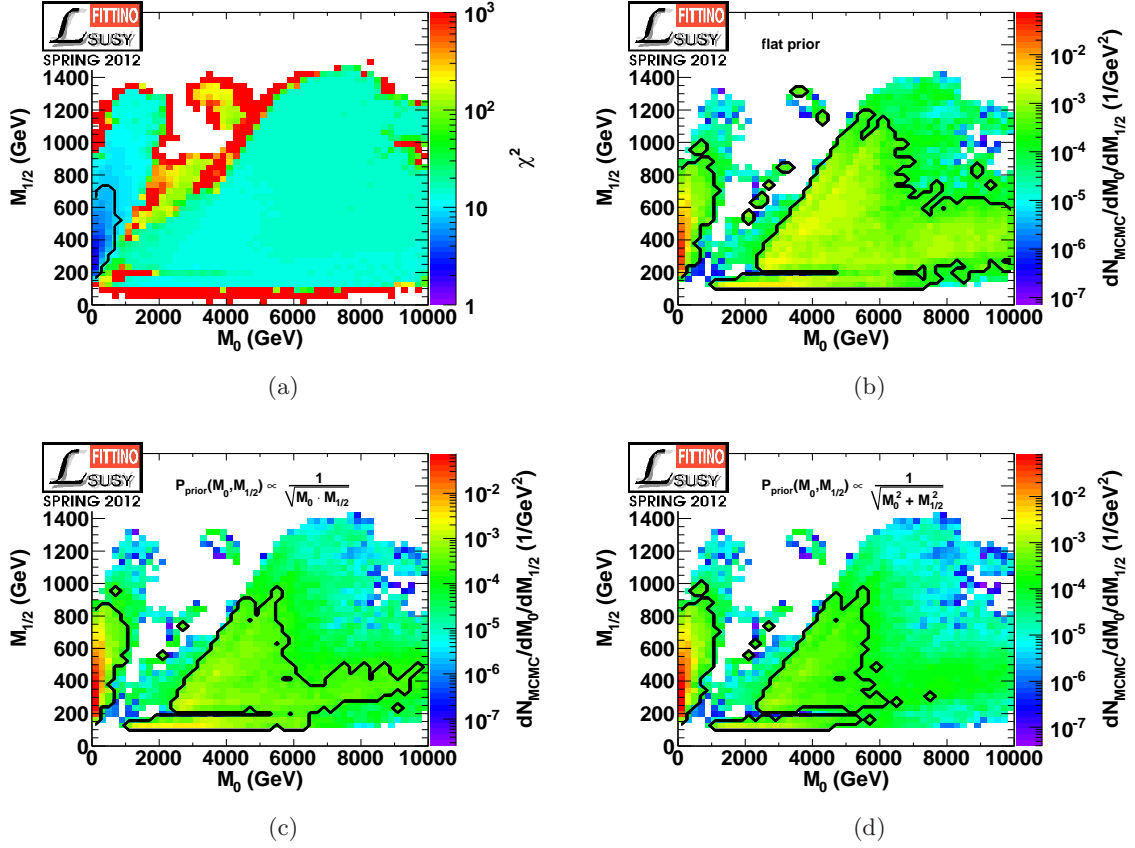 FITTINO
SUSY
SPRING 2012
M1/2 (GeV)
1400
1200
1000
800
600
400
200
0
0 2000 4000 6000 8000 10000
M0 (GeV)
10^3
10^2
10
1
χ^2
(a)
FITTINO
SUSY
SPRING 2012
flat prior
M1/2 (GeV)
1400
1200
1000
800
600
400
200
0
0 2000 4000 6000 8000 10000
M0 (GeV)
10^-2
10^-3
10^-4
10^-5
10^-6
10^-7
dN_MCMC/dM0/dM1/2 (1/GeV^2)
(b)
FITTINO
SUSY
SPRING 2012
P_prior(M0,M1/2) ∝ 1/√(M0 · M1/2)
M1/2 (GeV)
1400
1200
1000
800
600
400
200
0
0 2000 4000 6000 8000 10000
M0 (GeV)
10^-2
10^-3
10^-4
10^-5
10^-6
10^-7
dN_MCMC/dM0/dM1/2 (1/GeV^2)
(c)
FITTINO
SUSY
SPRING 2012
P_prior(M0,M1/2) ∝ 1/√(M0^2 + M1/2^2)
M1/2 (GeV)
1400
1200
1000
800
600
400
200
0
0 2000 4000 6000 8000 10000
M0 (GeV)
10^-2
10^-3
10^-4
10^-5
10^-6
10^-7
dN_MCMC/dM0/dM1/2 (1/GeV^2)
(d)